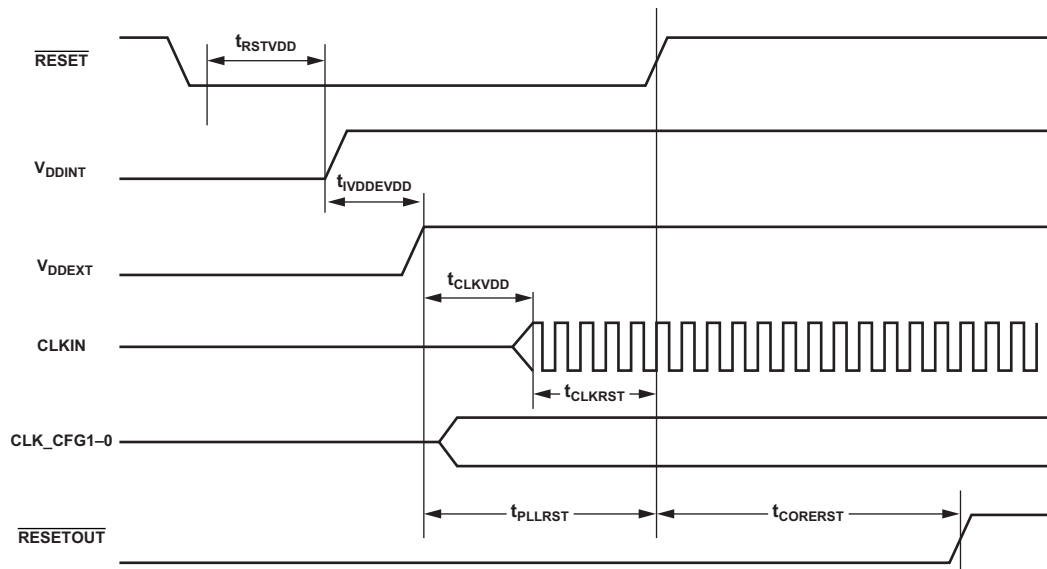 RESET
tRSTVDD
VDDINT
tIVDDEVDD
VDDEXT
tCLKVDD
CLKIN
tCLKRST
CLK_CFG1–0
tPLLRST
tCORERST
RESETOUT